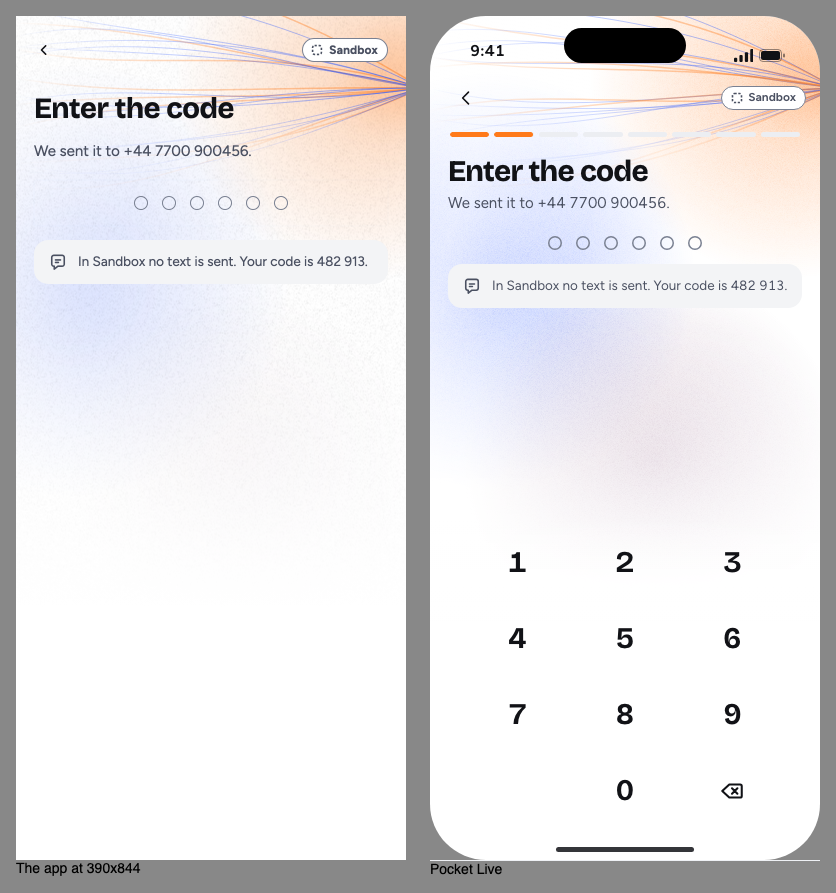 Sandbox
Enter the code
We sent it to +44 7700 900456.
In Sandbox no text is sent. Your code is 482 913.
The app at 390x844
9:41
Sandbox
Enter the code
We sent it to +44 7700 900456.
In Sandbox no text is sent. Your code is 482 913.
1 2 3
4 5 6
7 8 9
0
Pocket Live